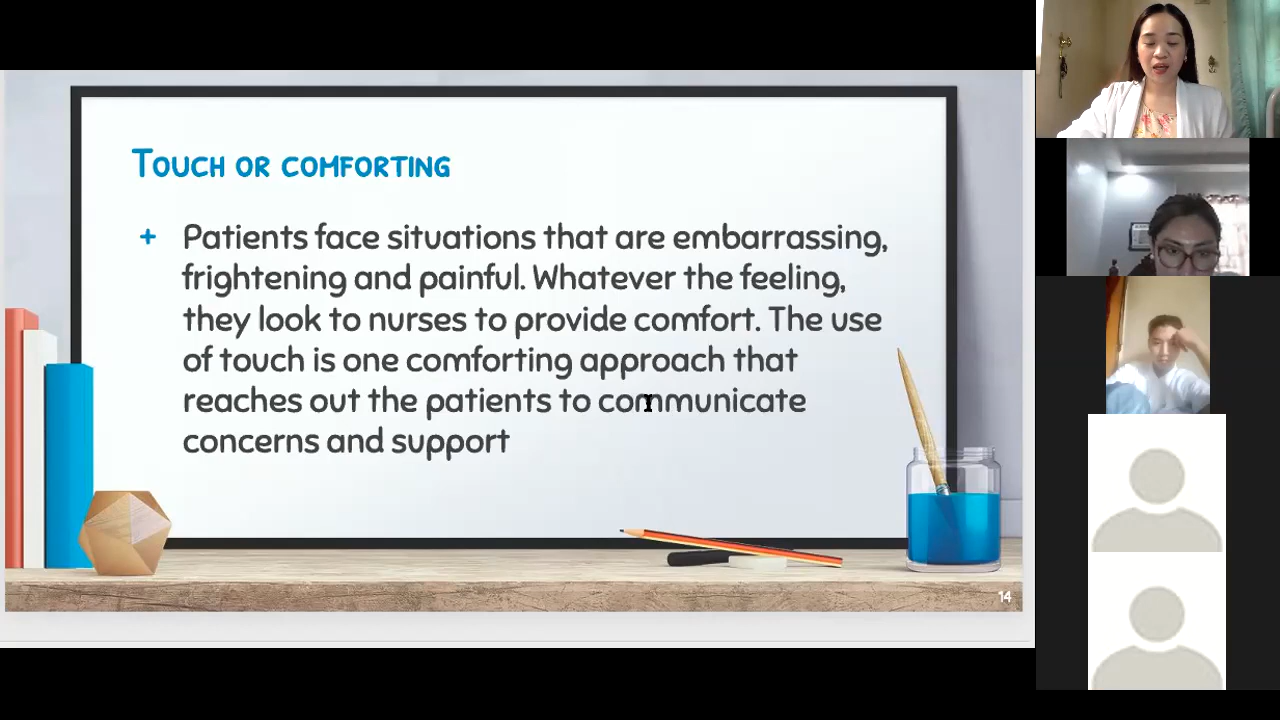 Touch or comforting
+ Patients face situations that are embarrassing,
frightening and painful. Whatever the feeling,
they look to nurses to provide comfort. The use
of touch is one comforting approach that
reaches out the patients to communicate
concerns and support
14